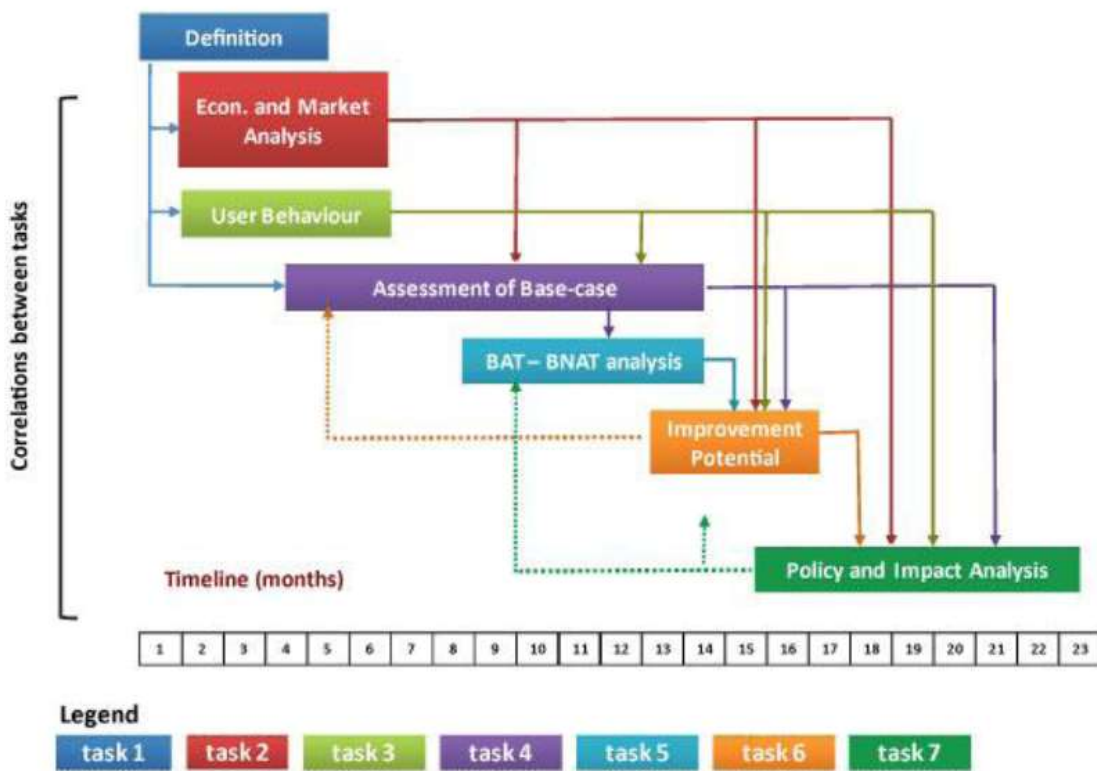 Definition
Econ. and Market
Analysis
User Behaviour
Assessment of Base-case
BAT – BNAT analysis
Improvement
Potential
Policy and Impact Analysis
Correlations between tasks
Timeline (months)
1 2 3 4 5 6 7 8 9 10 11 12 13 14 15 16 17 18 19 20 21 22 23
Legend
task 1 task 2 task 3 task 4 task 5 task 6 task 7